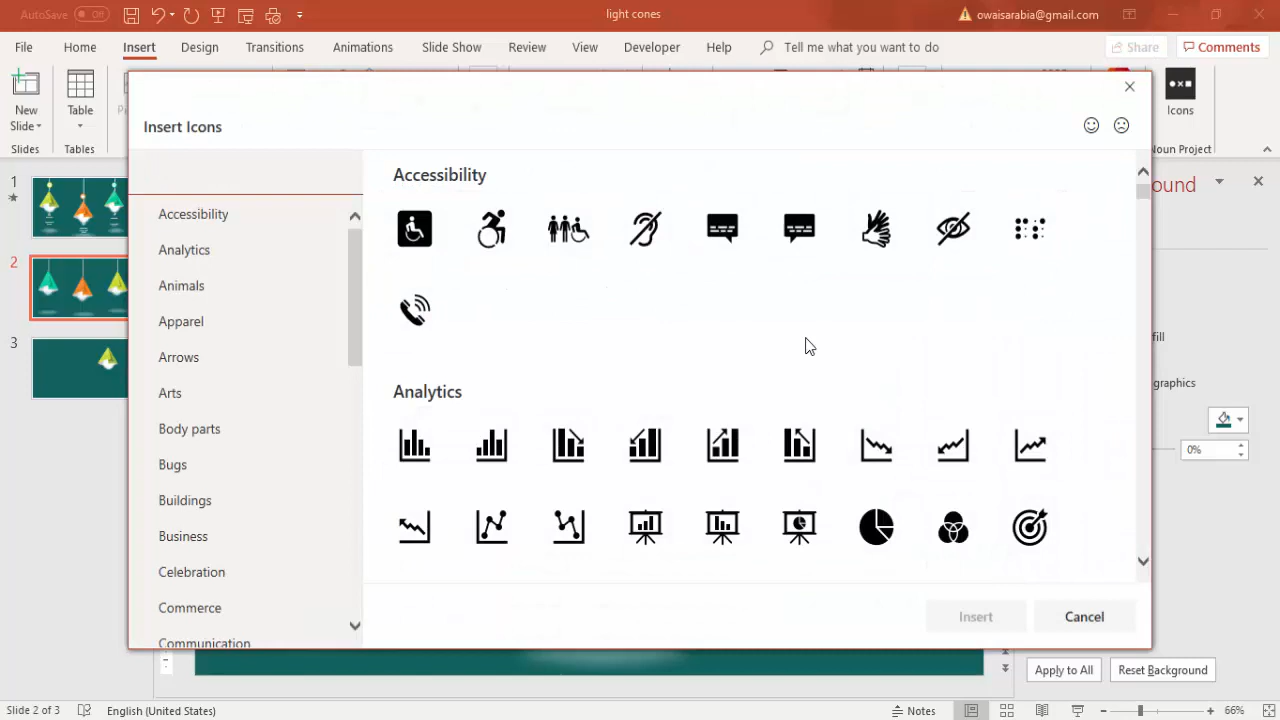 AutoSave Off
light cones
owaisarabia@gmail.com
File Home Insert Design Transitions Animations Slide Show Review View Developer Help Tell me what you want to do Share Comments
New
Slide
Slides
Table
Tables
Icons
Noun Project
Insert Icons
Accessibility
Analytics
Animals
Apparel
Arrows
Arts
Body parts
Bugs
Buildings
Business
Celebration
Commerce
Communication
Accessibility
Analytics
Insert Cancel
1
2
3
ound
fill
graphics
0%
Apply to All Reset Background
Slide 2 of 3 English (United States) Notes 66%